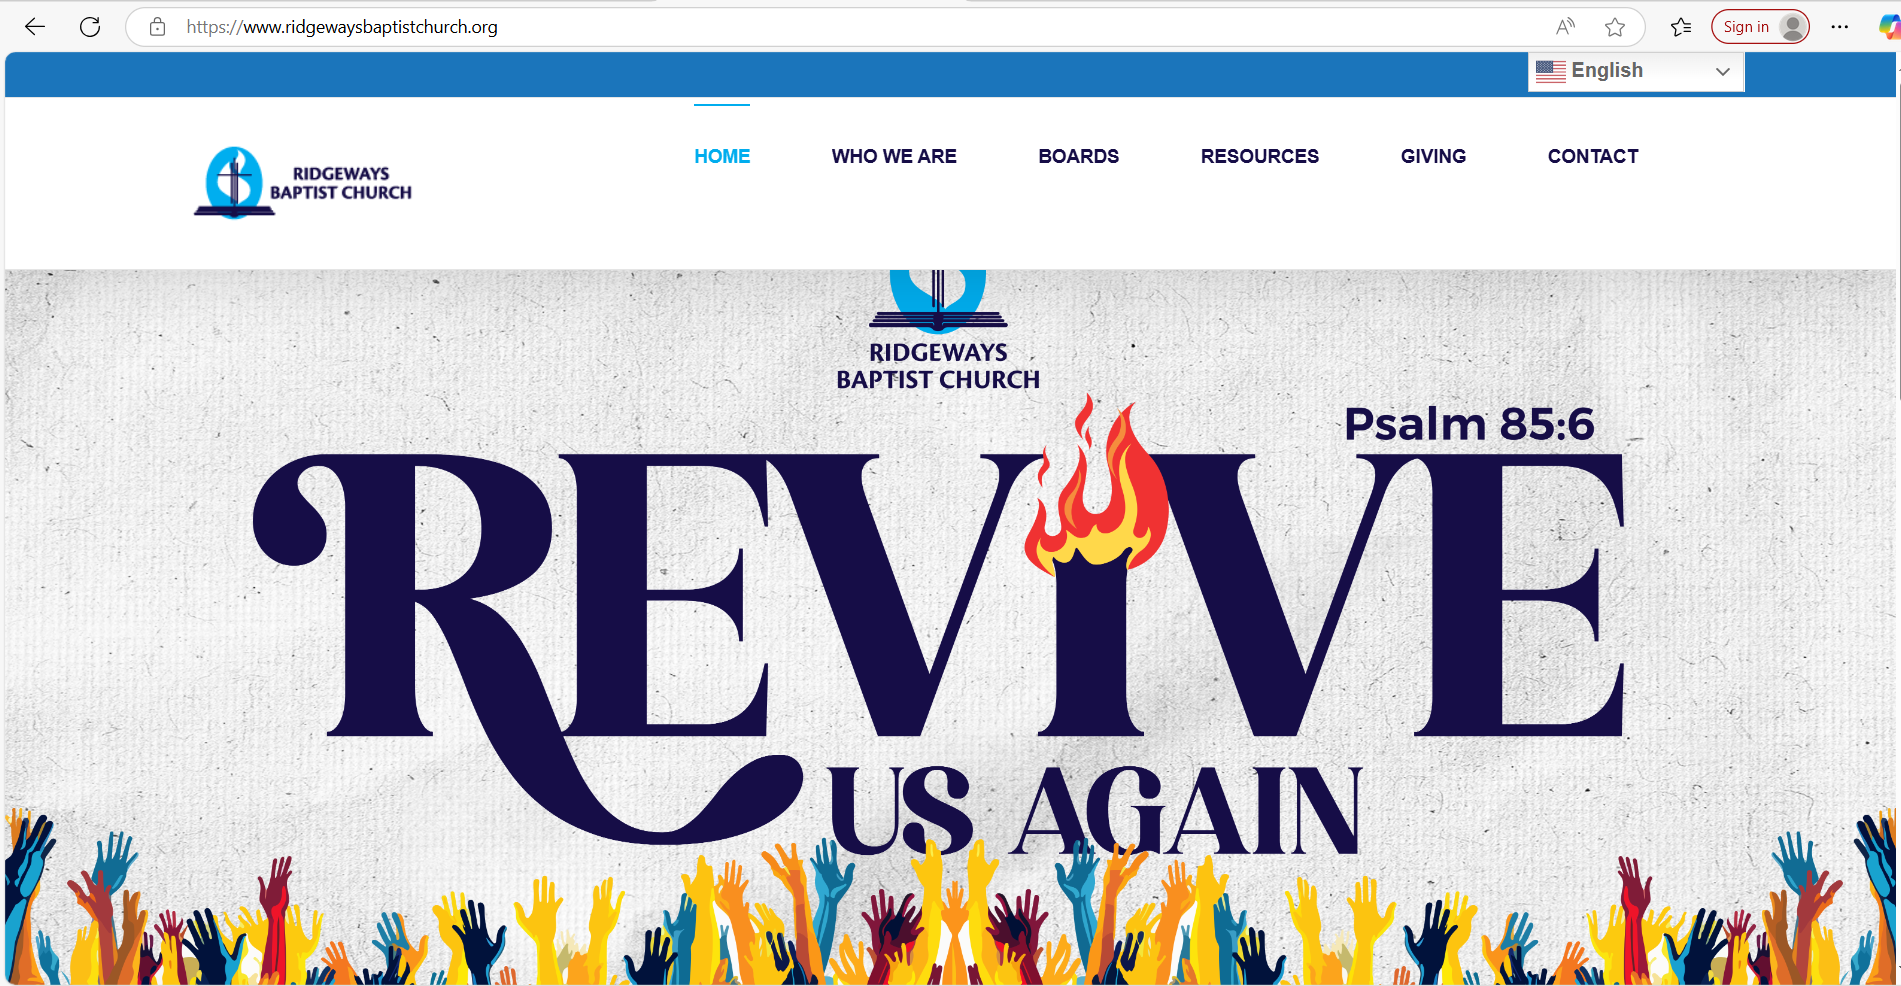 https://www.ridgewaysbaptistchurch.org
Sign in
English
RIDGEWAYS
BAPTIST CHURCH
HOME WHO WE ARE BOARDS RESOURCES GIVING CONTACT
RIDGEWAYS
BAPTIST CHURCH
Psalm 85:6
REVIVE
US AGAIN